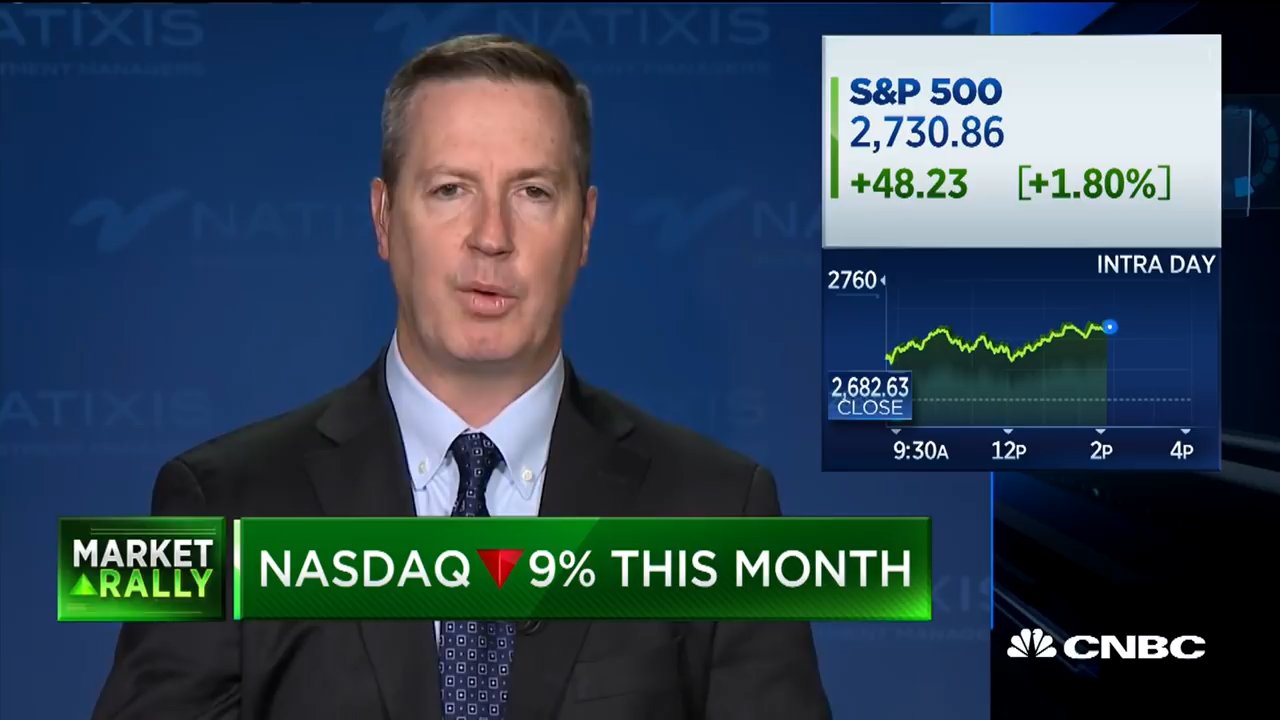 NATIXIS
S&P 500
2,730.86
+48.23 [+1.80%]
INTRA DAY
2760
2,682.63
CLOSE
9:30A 12P 2P 4P
NATIXIS
MARKET
RALLY
NASDAQ 9% THIS MONTH
CNBC